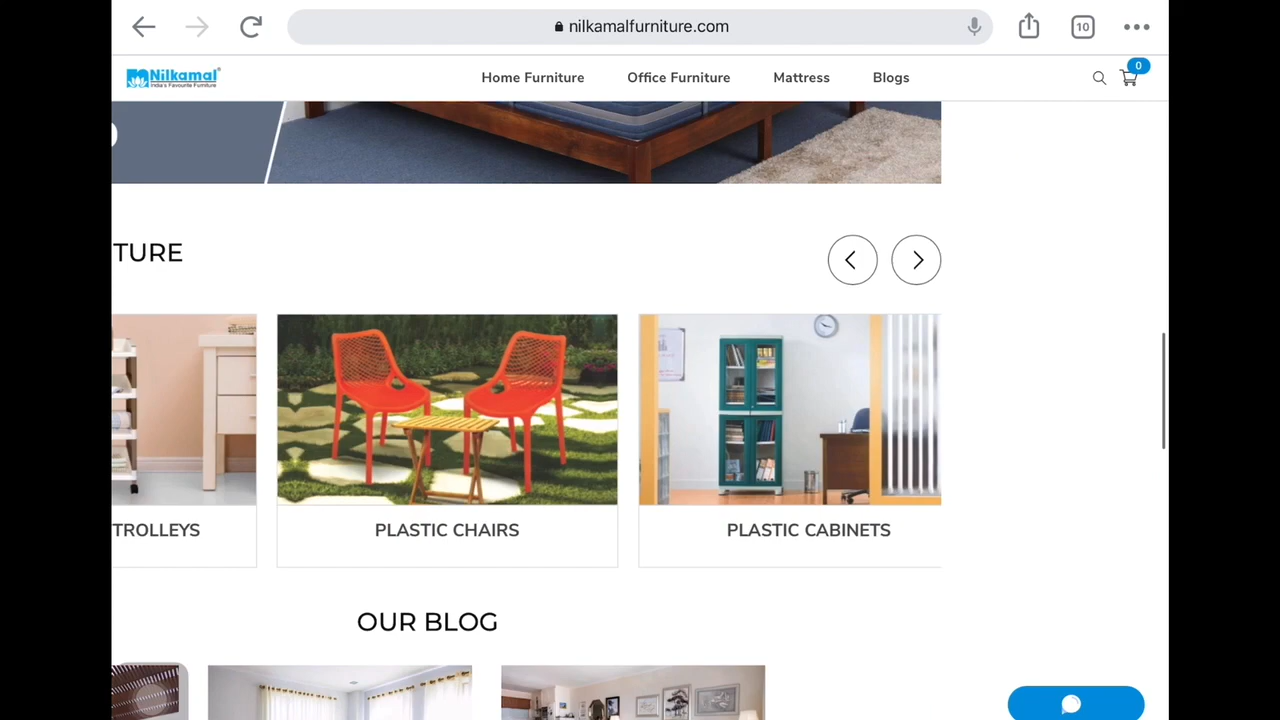 nilkamalfurniture.com
10
Nilkamal
India's Favourite Furniture
Home Furniture
Office Furniture
Mattress
Blogs
0
TURE
TROLLEYS
PLASTIC CHAIRS
PLASTIC CABINETS
OUR BLOG